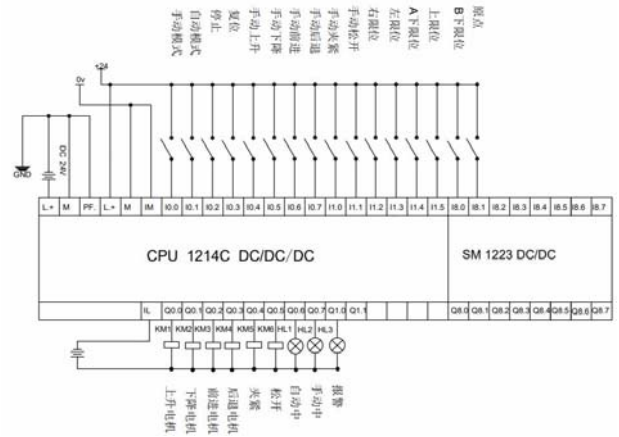 手动模式
自动模式
停止
复位
手动上升
手动下降
手动前进
手动后退
手动夹紧
手动松开
右限位
左限位
A下限位
上限位
B下限位
原点
+24
0v
DC 24V
GND
L.+ M PF. L.+ M IM I0.0 I0.1 I0.2 I0.3 I0.4 I0.5 I0.6 I0.7 I1.0 I1.1 I1.2 I1.3 I1.4 I1.5 I8.0 I8.1 I8.2 I8.3 I8.4 I8.5 I8.6 I8.7
CPU 1214C DC/DC/DC
SM 1223 DC/DC
IL Q0.0 Q0.1 Q0.2 Q0.3 Q0.4 Q0.5 Q0.6 Q0.7 Q1.0 Q1.1 Q8.0 Q8.1 Q8.2 Q8.3 Q8.4 Q8.5 Q8.6 Q8.7
KM1 KM2 KM3 KM4 KM5 KM6 HL1 HL2 HL3
上升电机
下降电机
前进电机
后退电机
夹紧
松开
自动中
手动中
报警